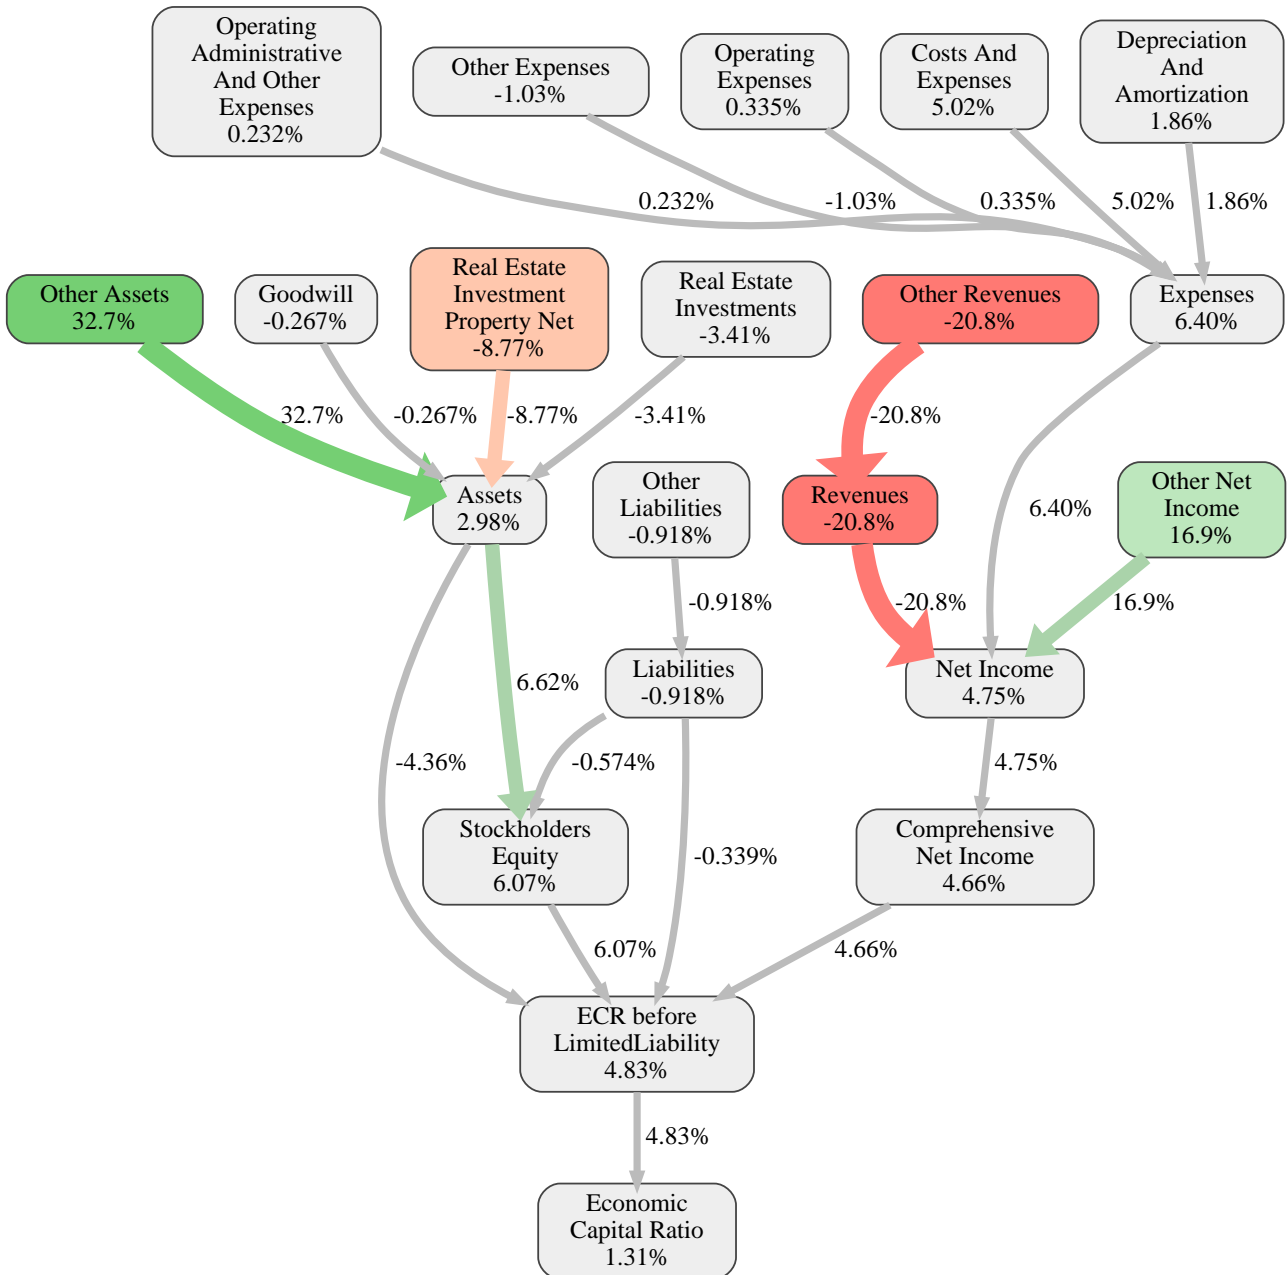 Operating
Administrative
And Other
Expenses
0.232%
Other Expenses
-1.03%
Operating
Expenses
0.335%
Costs And
Expenses
5.02%
Depreciation
And
Amortization
1.86%
0.232%
-1.03%
0.335%
5.02%
1.86%
Other Assets
32.7%
Goodwill
-0.267%
Real Estate
Investment
Property Net
-8.77%
Real Estate
Investments
-3.41%
Other Revenues
-20.8%
Expenses
6.40%
32.7%
-0.267%
-8.77%
-3.41%
-20.8%
6.40%
Assets
2.98%
Other
Liabilities
-0.918%
Revenues
-20.8%
Other Net
Income
16.9%
-0.918%
-20.8%
16.9%
6.62%
Liabilities
-0.918%
Net Income
4.75%
-4.36%
-0.574%
4.75%
Stockholders
Equity
6.07%
-0.339%
Comprehensive
Net Income
4.66%
6.07%
4.66%
ECR before
LimitedLiability
4.83%
4.83%
Economic
Capital Ratio
1.31%